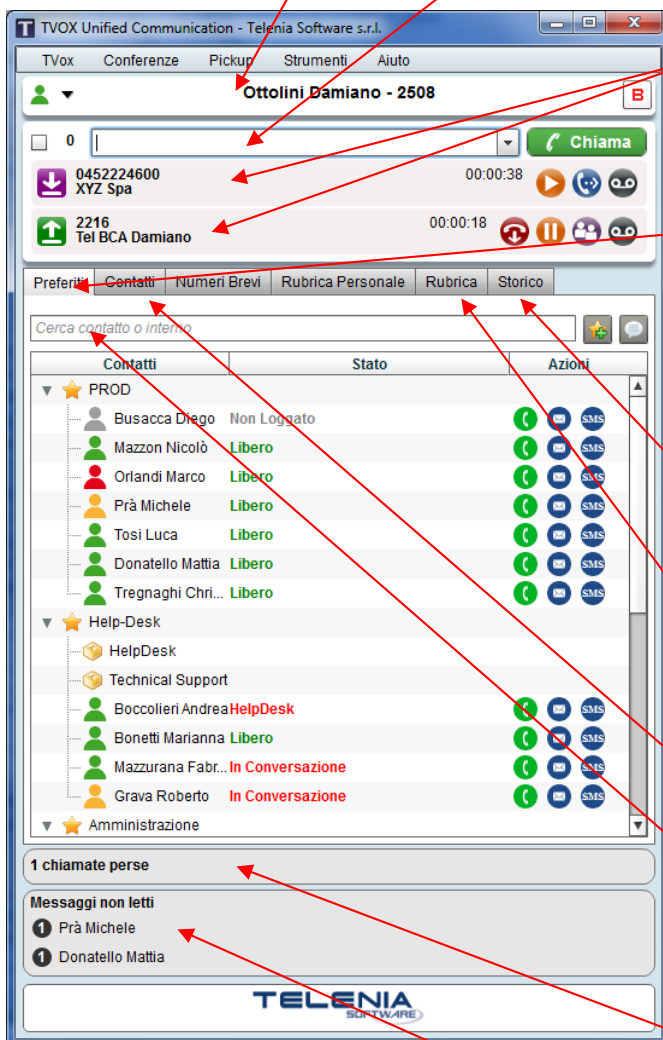 TVOX Unified Communication - Telenia Software s.r.l.
TVox Conferenze Pickup Strumenti Aiuto
Ottolini Damiano - 2508
B
0 Chiama
0452224600 00:00:38
XYZ Spa
2216 00:00:18
Tel BCA Damiano
Preferiti Contatti Numeri Brevi Rubrica Personale Rubrica Storico
Cerca contatto o interno
Contatti Stato Azioni
PROD
Busacca Diego Non Loggato SMS
Mazzon Nicolò Libero SMS
Orlandi Marco Libero SMS
Prà Michele Libero SMS
Tosi Luca Libero SMS
Donatello Mattia Libero SMS
Tregnaghi Chri... Libero SMS
Help-Desk
HelpDesk
Technical Support
Boccolieri Andrea HelpDesk SMS
Bonetti Marianna Libero SMS
Mazzurana Fabr... In Conversazione SMS
Grava Roberto In Conversazione SMS
Amministrazione
1 chiamate perse
Messaggi non letti
1 Prà Michele
1 Donatello Mattia
TELENIA
SOFTWARE